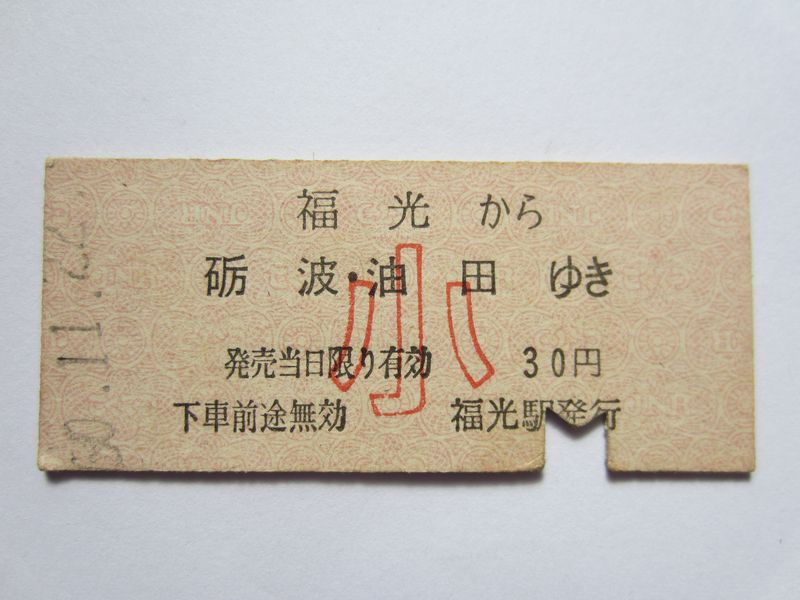 福光から
砺波・油田ゆき
小
発売当日限り有効 30円
下車前途無効 福光駅発行